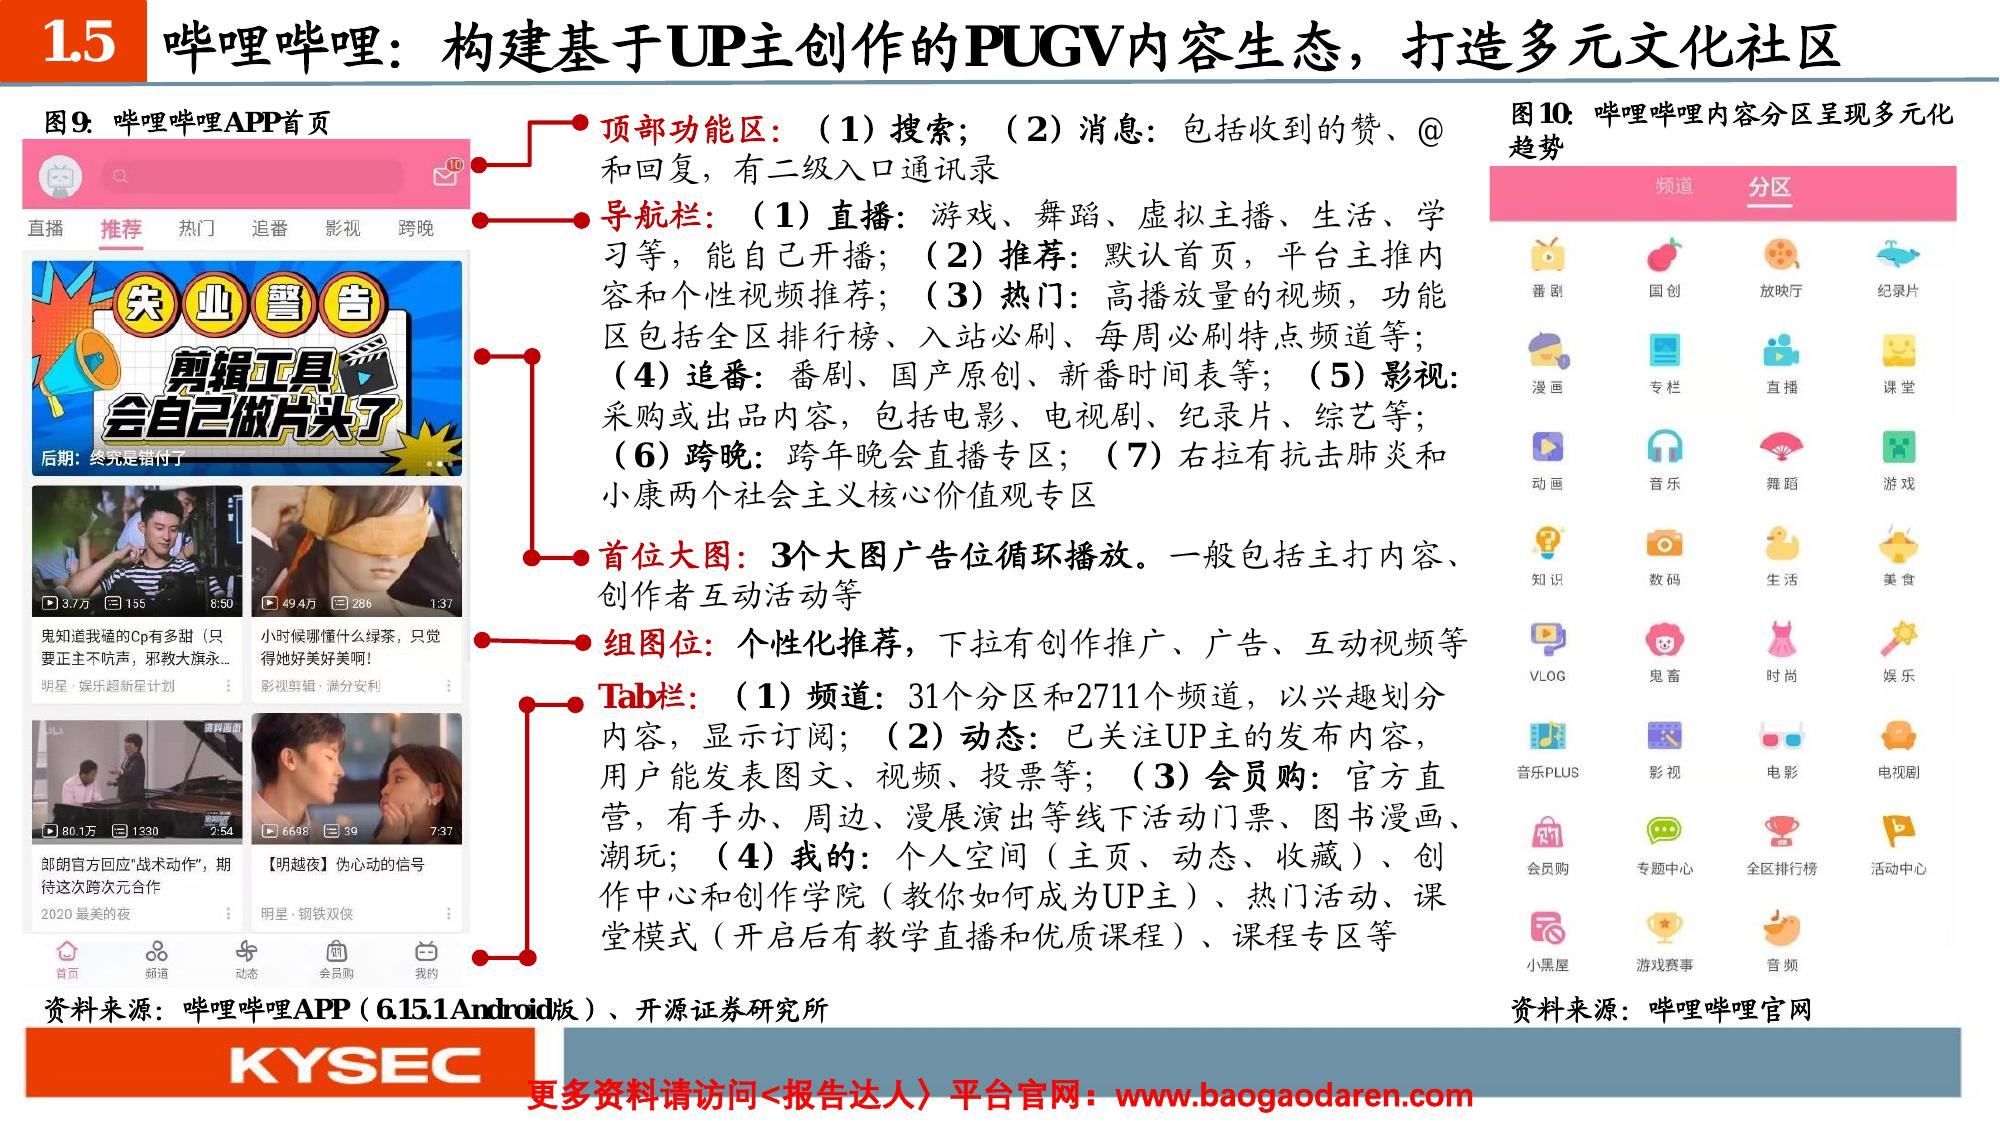 1.5
哔哩哔哩：构建基于UP主创作的PUGV内容生态，打造多元文化社区
图9：哔哩哔哩APP首页
10
直播 推荐 热门 追番 影视 跨晚
失业警告
剪辑工具
会自己做片头了
后期：终究是错付了
3.7万 155 8:50
49.4万 286 1:37
鬼知道我磕的Cp有多甜（只
要正主不吭声，邪教大旗永...
明星 · 娱乐超新星计划
小时候哪懂什么绿茶，只觉
得她好美好美啊!
影视剪辑 · 满分安利
资料画面
80.1万 1330 2:54
6698 39 7:37
郎朗官方回应“战术动作”，期
待这次跨次元合作
2020 最美的夜
【明越夜】伪心动的信号
明星 · 钢铁双侠
首页 频道 动态 会员购 我的
顶部功能区：（1）搜索；（2）消息：包括收到的赞、@
和回复，有二级入口通讯录
导航栏：（1）直播：游戏、舞蹈、虚拟主播、生活、学
习等，能自己开播；（2）推荐：默认首页，平台主推内
容和个性视频推荐；（3）热门：高播放量的视频，功能
区包括全区排行榜、入站必刷、每周必刷特点频道等；
（4）追番：番剧、国产原创、新番时间表等；（5）影视：
采购或出品内容，包括电影、电视剧、纪录片、综艺等；
（6）跨晚：跨年晚会直播专区；（7）右拉有抗击肺炎和
小康两个社会主义核心价值观专区
首位大图：3个大图广告位循环播放。一般包括主打内容、
创作者互动活动等
组图位：个性化推荐，下拉有创作推广、广告、互动视频等
Tab栏：（1）频道：31个分区和2711个频道，以兴趣划分
内容，显示订阅；（2）动态：已关注UP主的发布内容，
用户能发表图文、视频、投票等；（3）会员购：官方直
营，有手办、周边、漫展演出等线下活动门票、图书漫画、
潮玩；（4）我的：个人空间（主页、动态、收藏）、创
作中心和创作学院（教你如何成为UP主）、热门活动、课
堂模式（开启后有教学直播和优质课程）、课程专区等
图10：哔哩哔哩内容分区呈现多元化
趋势
频道 分区
番剧 国创 放映厅 纪录片
漫画 专栏 直播 课堂
动画 音乐 舞蹈 游戏
知识 数码 生活 美食
VLOG 鬼畜 时尚 娱乐
音乐PLUS 影视 电影 电视剧
会员购 专题中心 全区排行榜 活动中心
小黑屋 游戏赛事 音频
资料来源：哔哩哔哩APP（6.15.1 Android版）、开源证券研究所
资料来源：哔哩哔哩官网
KYSEC
更多资料请访问<报告达人〉平台官网：www.baogaodaren.com